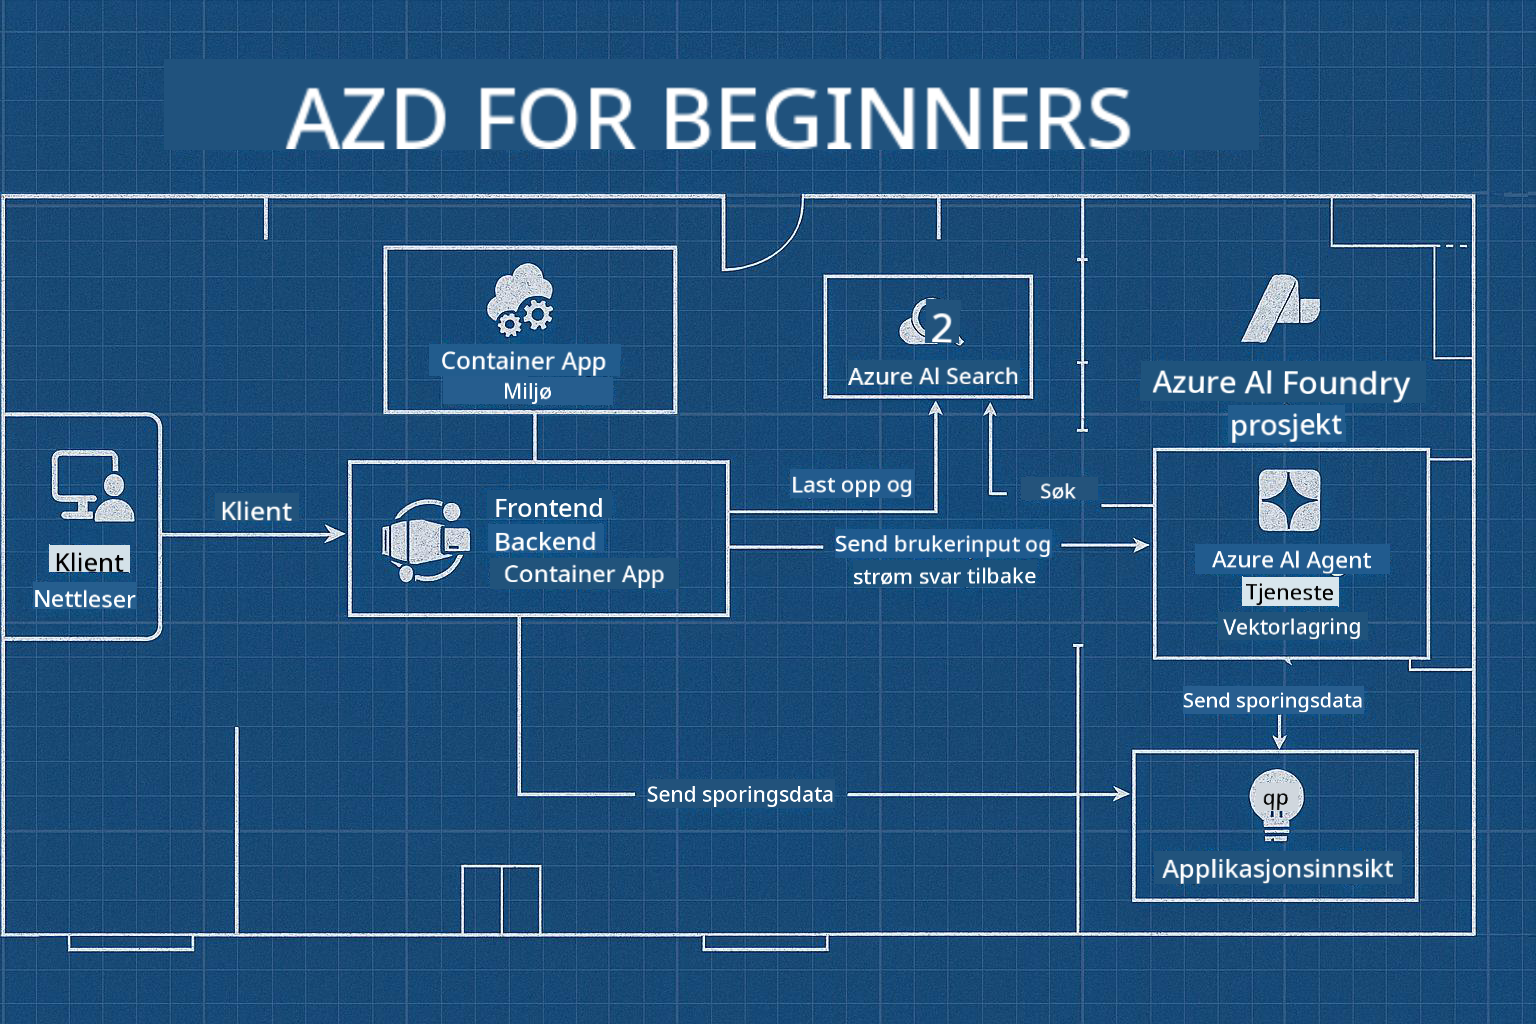 AZD FOR BEGINNERS
Container App
Miljø
2
Azure AI Search
Azure AI Foundry
prosjekt
Klient
Nettleser
Klient
Frontend
Backend
Container App
Last opp og
Søk
Send brukerinput og
strøm svar tilbake
Azure AI Agent
Tjeneste
Vektorlagring
Send sporingsdata
Send sporingsdata
qp
Applikasjonsinnsikt